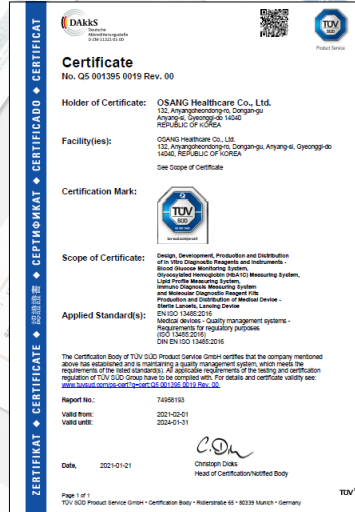 DAkkS
Deutsche
Akkreditierungsstelle
D-ZM-11321-01-00
TÜV
SÜD
Product Service
Certificate
No. Q5 001395 0019 Rev. 00
Holder of Certificate: OSANG Healthcare Co., Ltd.
132, Anyangcheondong-ro, Dongan-gu
Anyang-si, Gyeonggi-do 14040
REPUBLIC OF KOREA
Facility(ies): OSANG Healthcare Co., Ltd.
132, Anyangcheondong-ro, Dongan-gu, Anyang-si, Gyeonggi-do
14040, REPUBLIC OF KOREA
See Scope of Certificate
Certification Mark:
TÜV
SÜD
Scope of Certificate: Design, Development, Production and Distribution
of In Vitro Diagnostic Reagents and Instruments -
Blood Glucose Monitoring System,
Glycosylated Hemoglobin (HbA1C) Measuring System,
Lipid Profile Measuring System,
Immuno Diagnosis Measuring System
and Molecular Diagnostic Reagent Kits
Production and Distribution of Medical Device -
Sterile Lancets, Lancing Device
Applied Standard(s): EN ISO 13485:2016
Medical devices - Quality management systems -
Requirements for regulatory purposes
(ISO 13485:2016)
DIN EN ISO 13485:2016
The Certification Body of TÜV SÜD Product Service GmbH certifies that the company mentioned
above has established and is maintaining a quality management system, which meets the
requirements of the listed standard(s). All applicable requirements of the testing and certification
regulation of TÜV SÜD Group have to be complied with. For details and certificate validity see:
www.tuvsud.com/ps-cert?q=cert:Q5 001395 0019 Rev. 00
Report No.: 74956193
Valid from: 2021-02-01
Valid until: 2024-01-31
Date, 2021-01-21
Christoph Dicks
Head of Certification/Notified Body
Page 1 of 1
TÜV SÜD Product Service GmbH • Certification Body • Ridlerstraße 65 • 80339 Munich • Germany
TÜV
ZERTIFIKAT ◆ CERTIFICATE ◆ 認證證書 ◆ СЕРТИФИКАТ ◆ CERTIFICADO ◆ CERTIFICAT